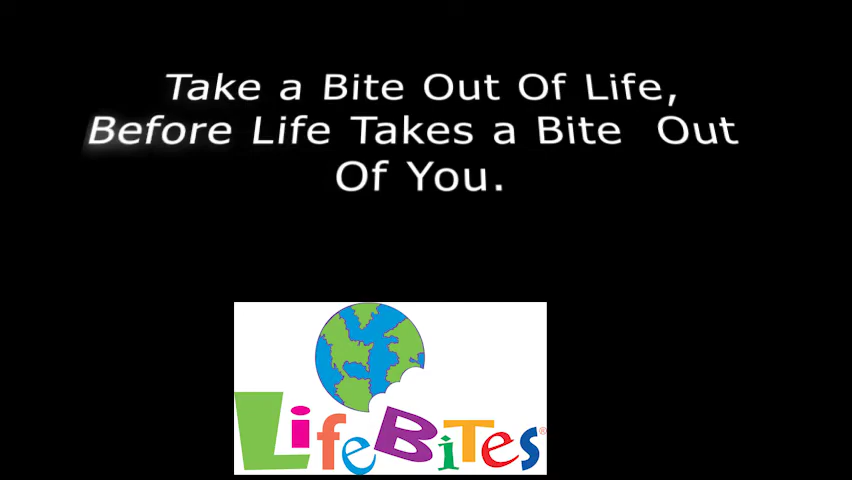 Take a Bite Out Of Life,
Before Life Takes a Bite Out
Of You.
LifeBiTes®